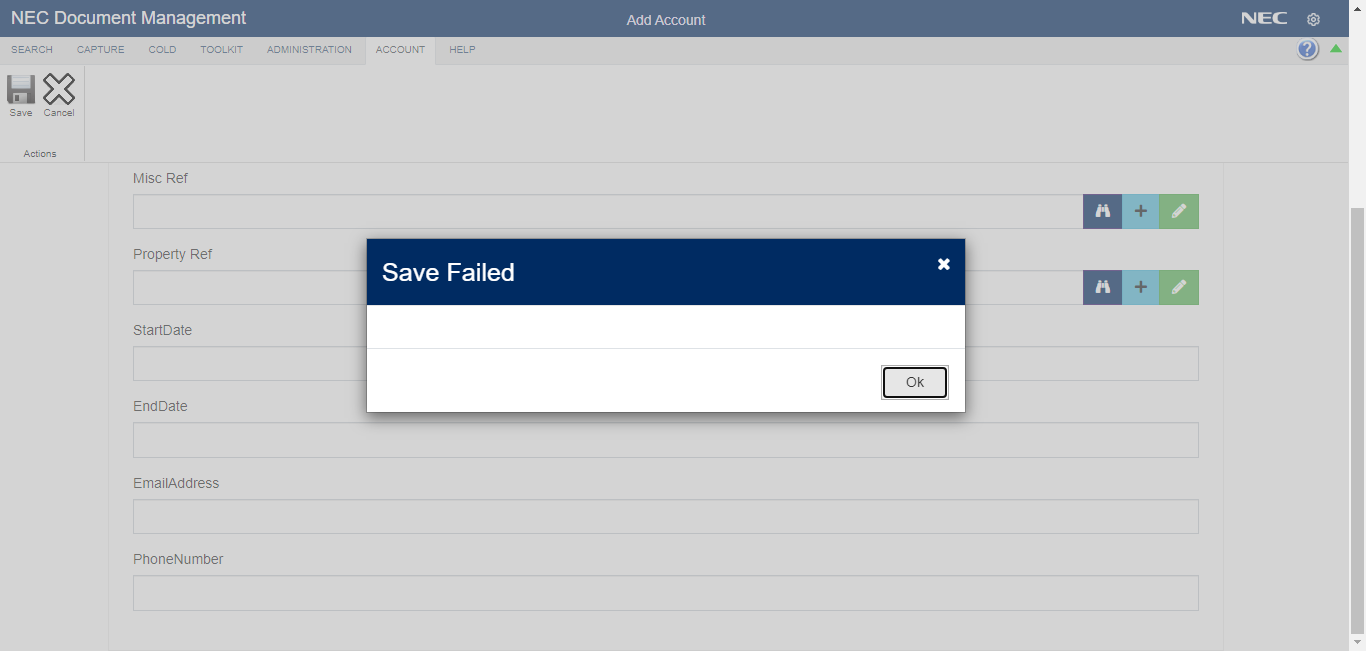 NEC Document Management
Add Account
NEC
SEARCH CAPTURE COLD TOOLKIT ADMINISTRATION ACCOUNT HELP
?
Save Cancel
Actions
Misc Ref
Property Ref
Save Failed
StartDate
Ok
EndDate
EmailAddress
PhoneNumber